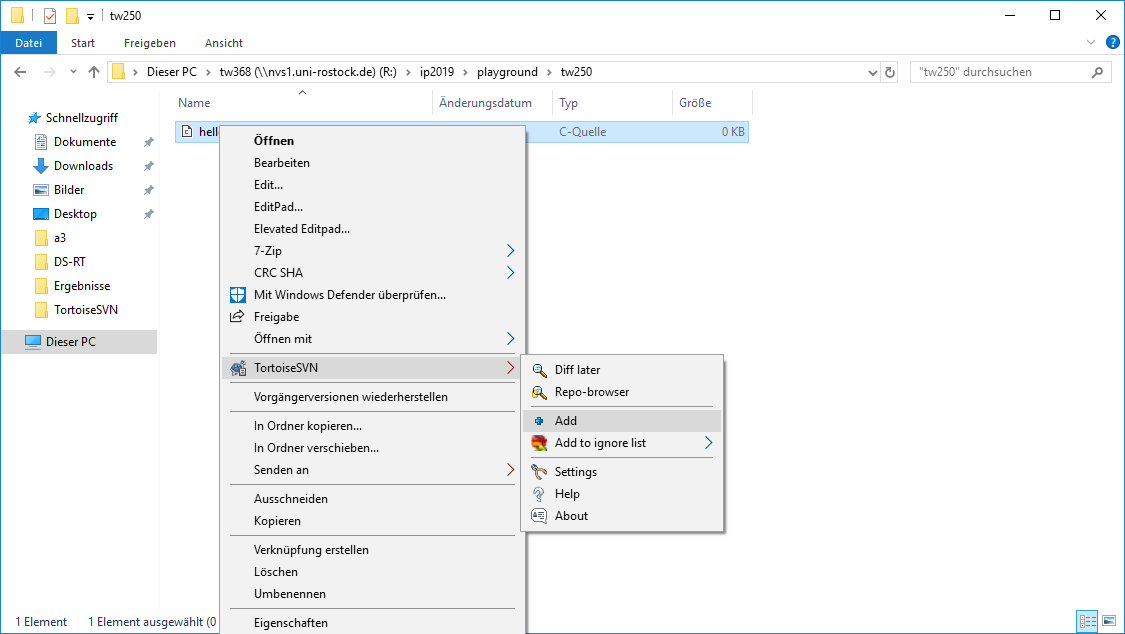 tw250
Datei Start Freigeben Ansicht
Dieser PC tw368 (\\nvs1.uni-rostock.de) (R:) ip2019 playground tw250
"tw250" durchsuchen
Name Änderungsdatum Typ Größe
Schnellzugriff
Dokumente
Downloads
Bilder
Desktop
a3
DS-RT
Ergebnisse
TortoiseSVN
Dieser PC
hell C-Quelle 0 KB
Öffnen
Bearbeiten
Edit...
EditPad...
Elevated Editpad...
7-Zip
CRC SHA
Mit Windows Defender überprüfen...
Freigabe
Öffnen mit
TortoiseSVN
Vorgängerversionen wiederherstellen
In Ordner kopieren...
In Ordner verschieben...
Senden an
Ausschneiden
Kopieren
Verknüpfung erstellen
Löschen
Umbenennen
Eigenschaften
Diff later
Repo-browser
Add
Add to ignore list
Settings
Help
About
1 Element 1 Element ausgewählt (0